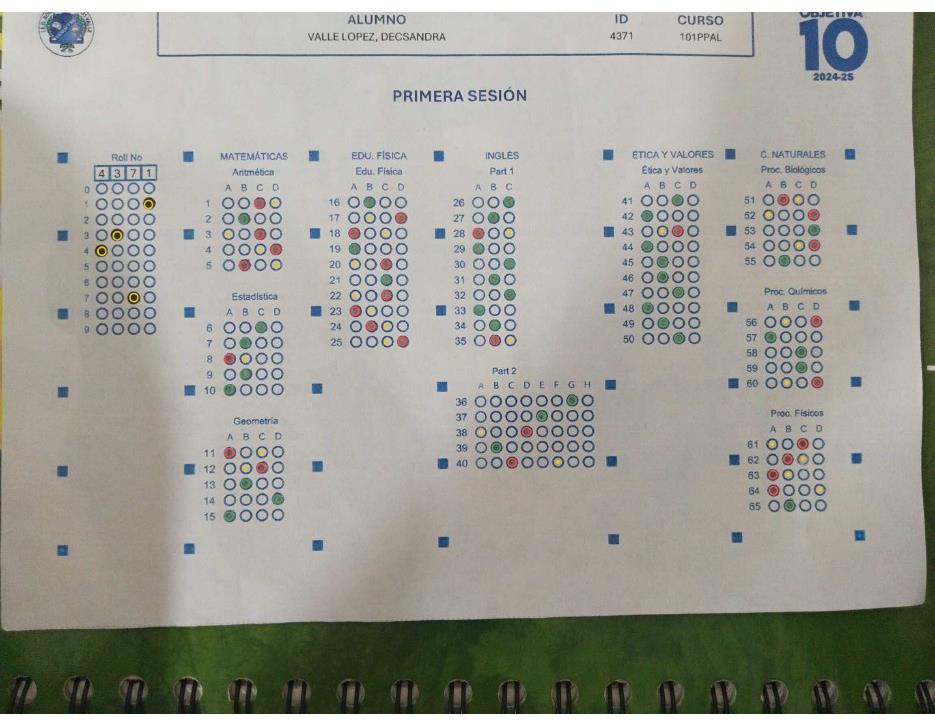 ALUMNO ID CURSO
VALLE LOPEZ, DECSANDRA 4371 101PPAL
OBJETIVA
10
2024-2S
PRIMERA SESIÓN
Roll No
4 3 7 1
0
1
2
3
4
5
6
7
8
9
MATEMÁTICAS
Aritmética
A B C D
1
2
3
4
5
Estadística
A B C D
6
7
8
9
10
Geometría
A B C D
11
12
13
14
15
EDU. FÍSICA
Edu. Física
A B C D
16
17
18
19
20
21
22
23
24
25
INGLÉS
Part 1
A B C
26
27
28
29
30
31
32
33
34
35
Part 2
A B C D E F G H
36
37
38
39
40
ÉTICA Y VALORES
Ética y Valores
A B C D
41
42
43
44
45
46
47
48
49
50
C. NATURALES
Proc. Biológicos
A B C D
51
52
53
54
55
Proc. Químicos
A B C D
56
57
58
59
60
Proc. Físicos
A B C D
61
62
63
64
65